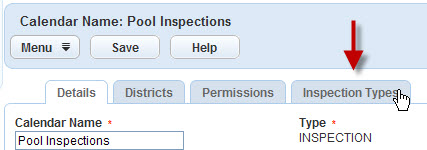 Calendar Name: Pool Inspections
Menu Save Help
Details Districts Permissions Inspection Types
Calendar Name * Type *
Pool Inspections INSPECTION